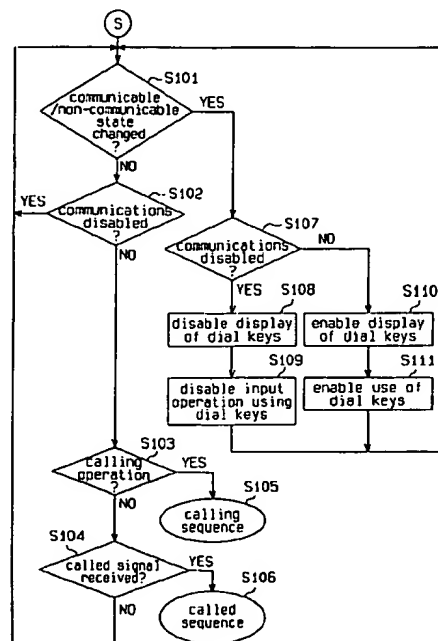 S
S101
communicable
/non-communicable
state
changed
?
YES
NO
S102
YES
communications
disabled
?
NO
S107
communications
disabled
?
NO
YES
S108
disable display
of dial keys
S109
disable input
operation using
dial keys
S110
enable display
of dial keys
S111
enable use of
dial keys
S103
calling
operation
?
YES
NO
S105
calling
sequence
S104
called signal
received?
YES
NO
S106
called
sequence